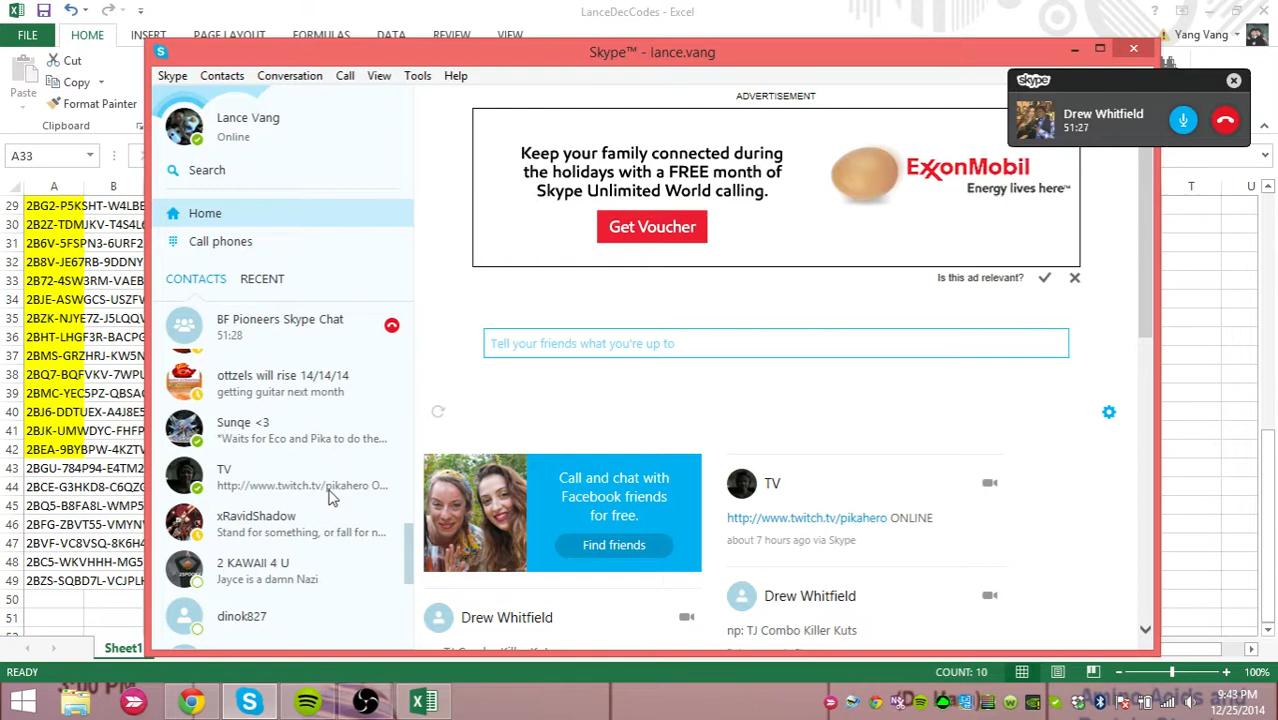 LanceDecCodes - Excel
FILE HOME INSERT PAGE LAYOUT FORMULAS DATA REVIEW VIEW
Yang Vang
Paste
Cut
Copy
Format Painter
Clipboard
A33
A B T U
29 2BG2-P5KSHT-W4LBE
30 2B2Z-TDMJKV-T4S4L
31 2B6V-5FSPN3-6URF2
32 2B8V-JE67RB-9DDNY
33 2B72-4SW3RM-EKW5
34 2BJE-ASWGCS-USZFV
35 2BZK-NJYE7Z-J5LQQV
36 2BHT-LHGF3R-BACPG
37 2BMS-GRZHRJ-KW5N
38 2BQ7-BQFVKV-7WPU
39 2BMC-YEC5PZ-QBSAC
40 2BJ6-DDTUEX-A4J8E5
41 2BJK-UMWDYC-FHFP
42 2BEA-9BYBPW-4KZTV
43 2BGU-784P94-E4TM2
44 2BCE-G3HKD8-C6QZC
45 2BQ5-B8FA8L-W5MP
46 2BFG-ZBVT55-VMYNV
47 2BVF-VC8VSQ-8K6H4
48 2BC5-WKVHHH-MG5
49 2BZS-SQBD7L-VCJPLH
50
51
Sheet1
READY
COUNT: 10
100%
Skype™ - lance.vang
Skype Contacts Conversation Call View Tools Help
Lance Vang
Online
Search
Home
Call phones
CONTACTS RECENT
BF Pioneers Skype Chat
51:28
ottzels will rise 14/14/14
getting guitar next month
Sunqe <3
*Waits for Eco and Pika to do the...
TV
http://www.twitch.tv/pikahero O...
xRavidShadow
Stand for something, or fall for n...
2 KAWAII 4 U
Jayce is a damn Nazi
dinok827
ADVERTISEMENT
Keep your family connected during
the holidays with a FREE month of
Skype Unlimited World calling.
Get Voucher
ExxonMobil
Energy lives here™
Is this ad relevant?
Tell your friends what you're up to
Call and chat with
Facebook friends
for free.
Find friends
TV
http://www.twitch.tv/pikahero ONLINE
about 7 hours ago via Skype
Drew Whitfield
np: TJ Combo Killer Kuts
Drew Whitfield
skype
Drew Whitfield
51:27
Amino Acids and
9:43 PM
12/25/2014